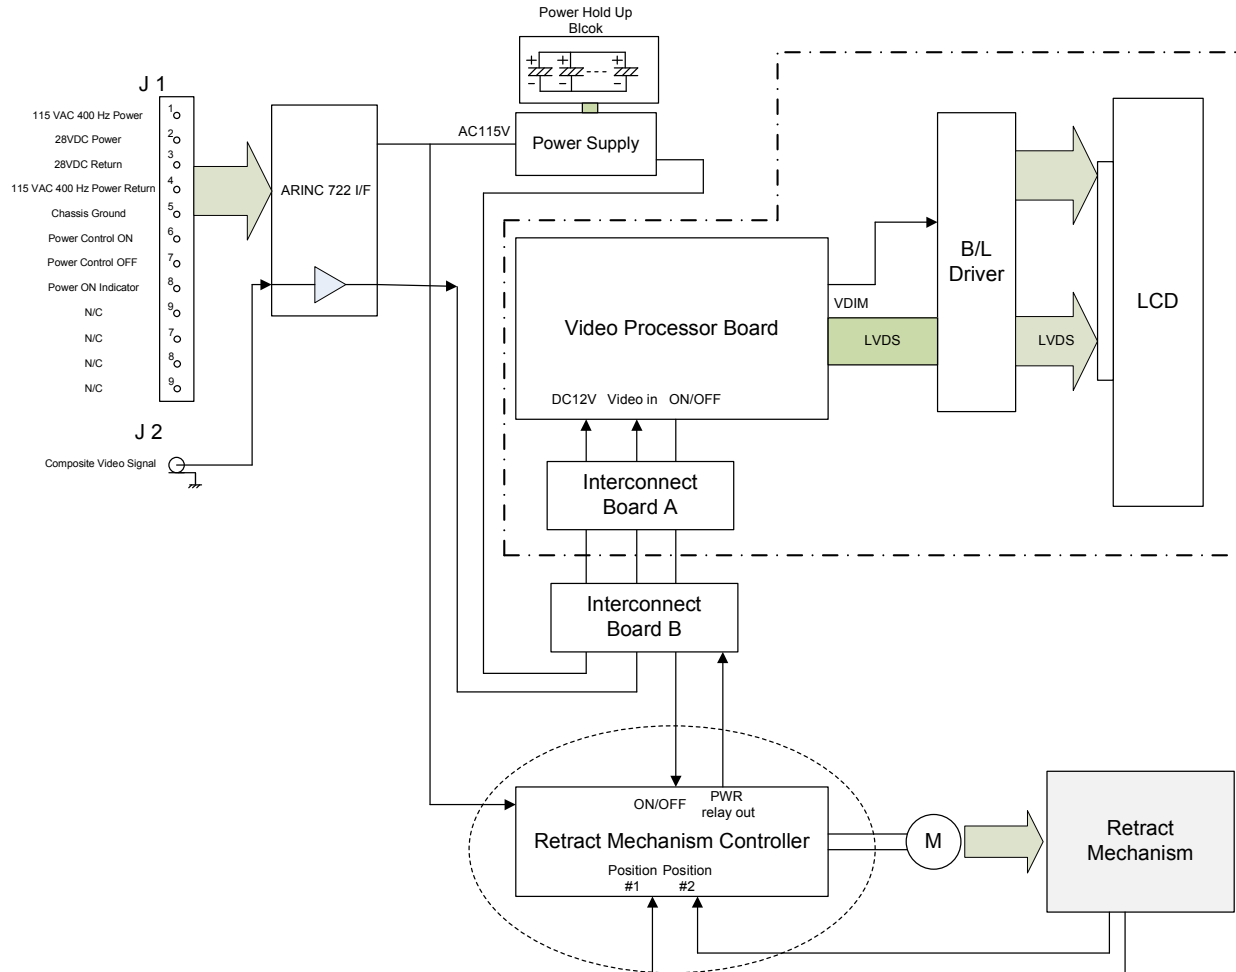 Power Hold Up
Blcok
+ + +
- - -
J 1
115 VAC 400 Hz Power 1
28VDC Power 2
28VDC Return 3
115 VAC 400 Hz Power Return 4
Chassis Ground 5
Power Control ON 6
Power Control OFF 7
Power ON Indicator 8
N/C 9
N/C 7
N/C 8
N/C 9
J 2
Composite Video Signal
ARINC 722 I/F
AC115V
Power Supply
Video Processor Board
DC12V Video in ON/OFF
VDIM
LVDS
B/L
Driver
LVDS
LCD
Interconnect
Board A
Interconnect
Board B
ON/OFF
PWR
relay out
Retract Mechanism Controller
Position
#1
Position
#2
M
Retract
Mechanism